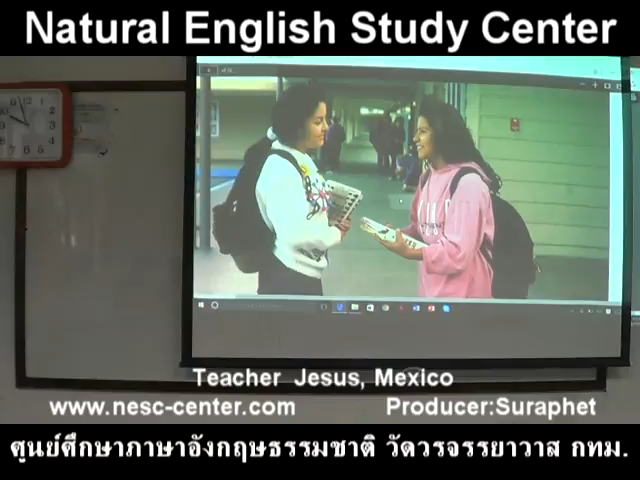 Natural English Study Center
Teacher Jesus, Mexico
www.nesc-center.com
Producer:Suraphet
ศูนย์ศึกษาภาษาอังกฤษธรรมชาติ วัดวรจรรยาวาส กทม.